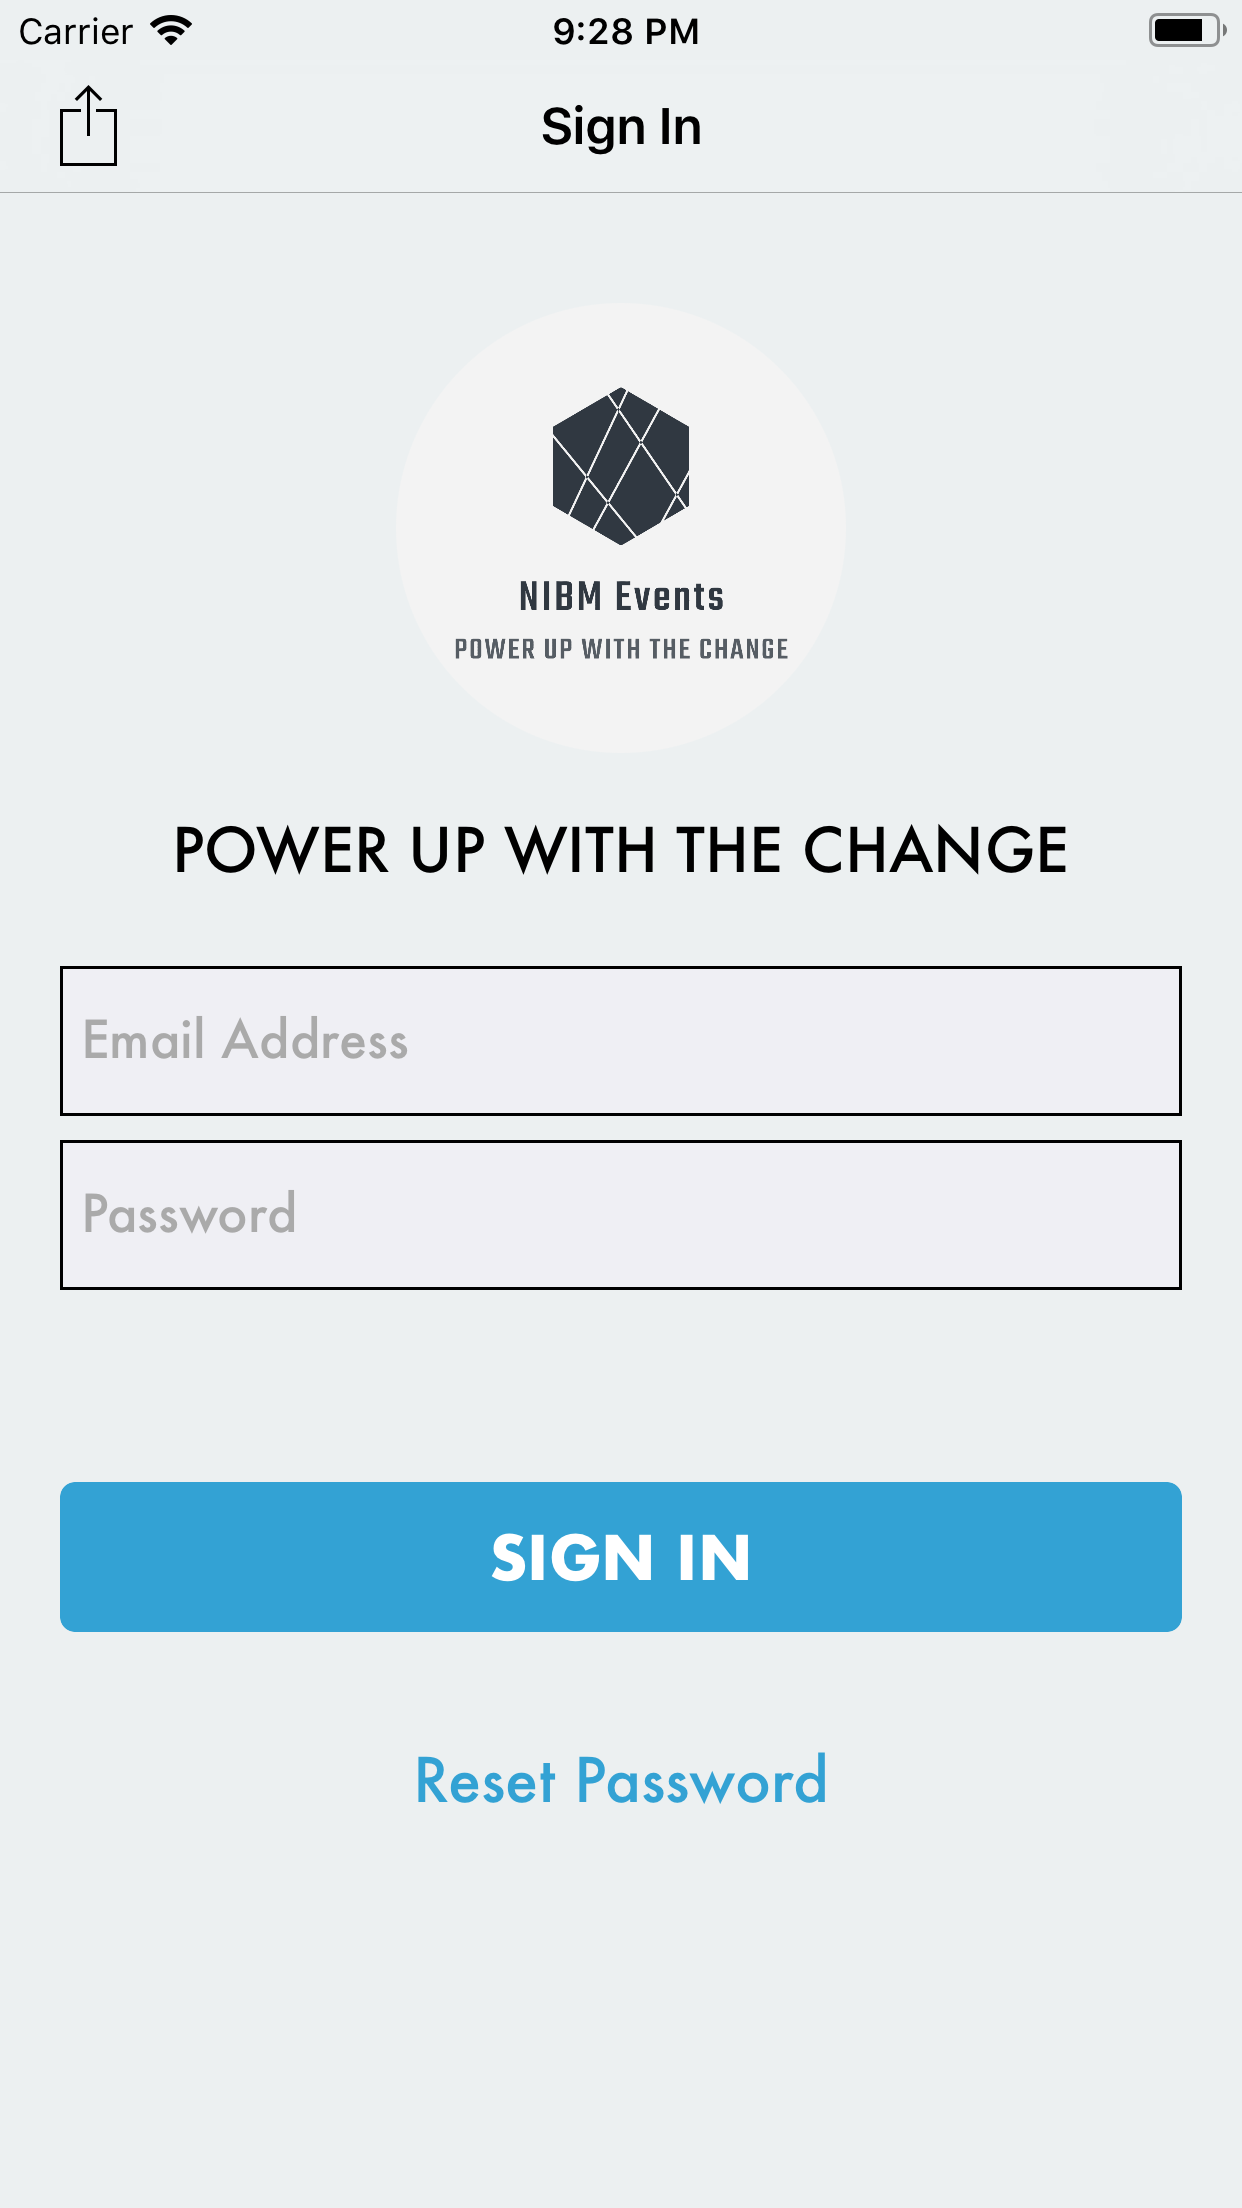 Carrier 9:28 PM
Sign In
NIBM Events
POWER UP WITH THE CHANGE
POWER UP WITH THE CHANGE
Email Address
Password
SIGN IN
Reset Password